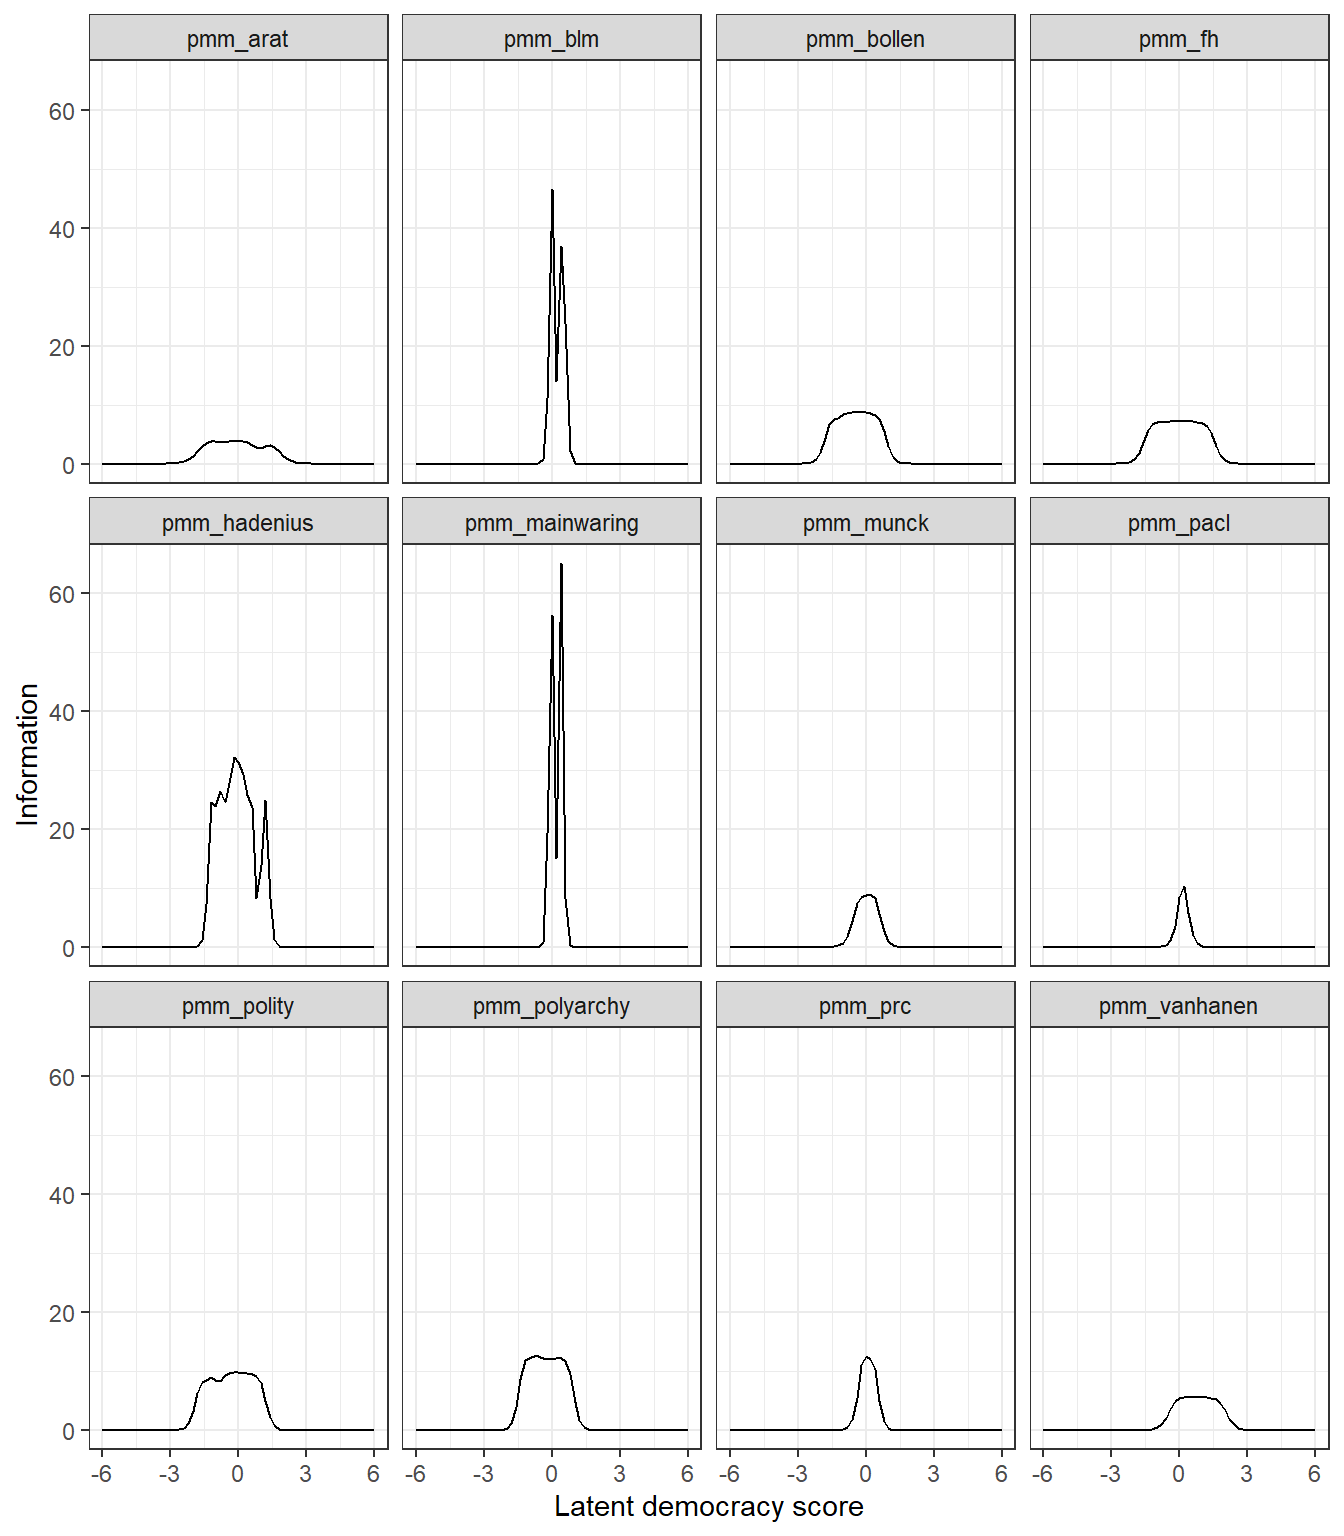 pmm_arat pmm_blm pmm_bollen pmm_fh
60
40
20
0
pmm_hadenius pmm_mainwaring pmm_munck pmm_pacl
60
40
20
0
Information
pmm_polity pmm_polyarchy pmm_prc pmm_vanhanen
60
40
20
0
-6 -3 0 3 6 -6 -3 0 3 6 -6 -3 0 3 6 -6 -3 0 3 6
Latent democracy score